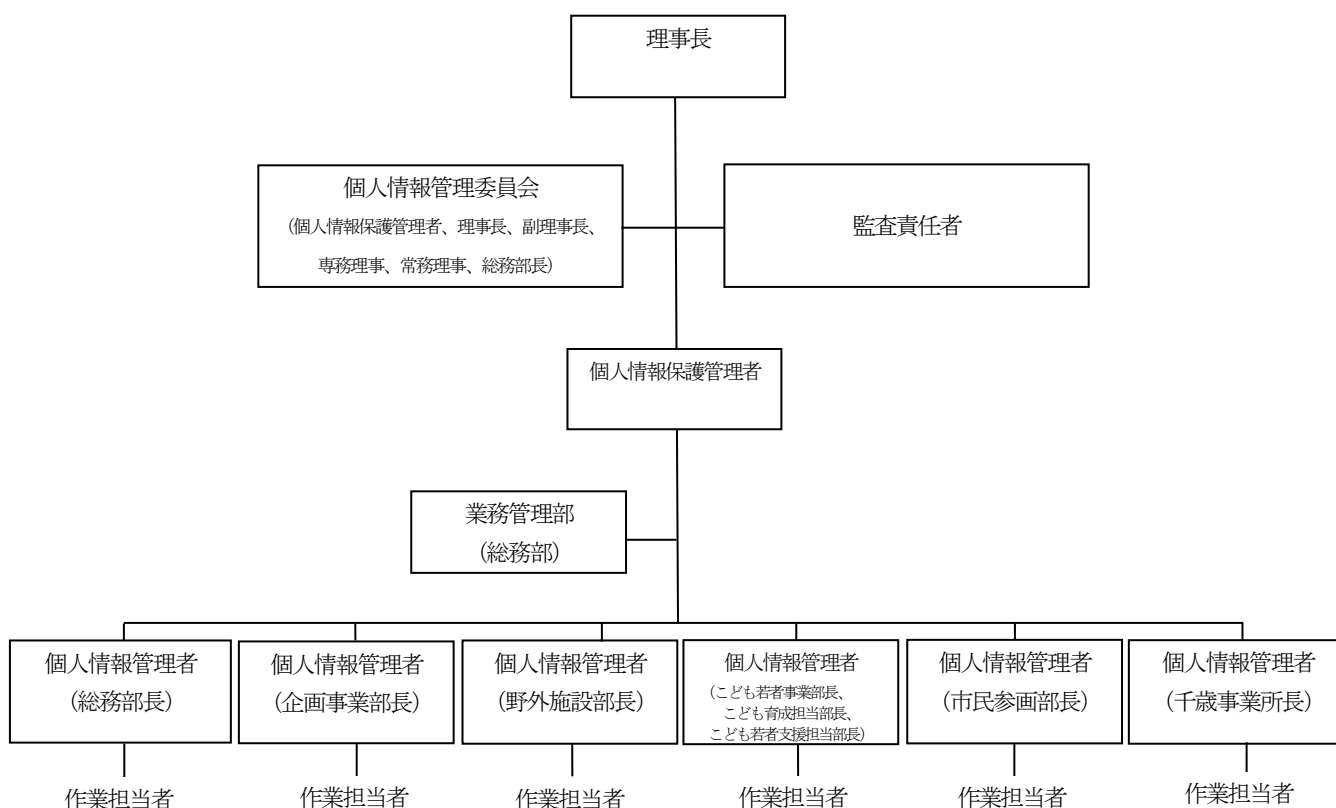 理事長
個人情報管理委員会
（個人情報保護管理者、理事長、副理事長、
専務理事、常務理事、総務部長）
監査責任者
個人情報保護管理者
業務管理部
（総務部）
個人情報管理者
（総務部長）
個人情報管理者
（企画事業部長）
個人情報管理者
（野外施設部長）
個人情報管理者
（こども若者事業部長、
こども育成担当部長、
こども若者支援担当部長）
個人情報管理者
（市民参画部長）
個人情報管理者
（千歳事業所長）
作業担当者
作業担当者
作業担当者
作業担当者
作業担当者
作業担当者